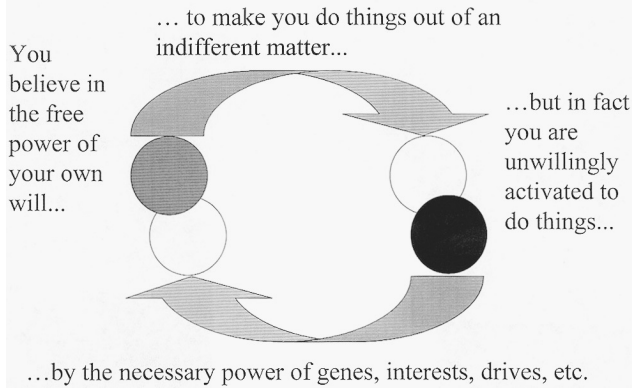 You
believe in
the free
power of
your own
will...
… to make you do things out of an
indifferent matter...
...but in fact
you are
unwillingly
activated to
do things...
...by the necessary power of genes, interests, drives, etc.